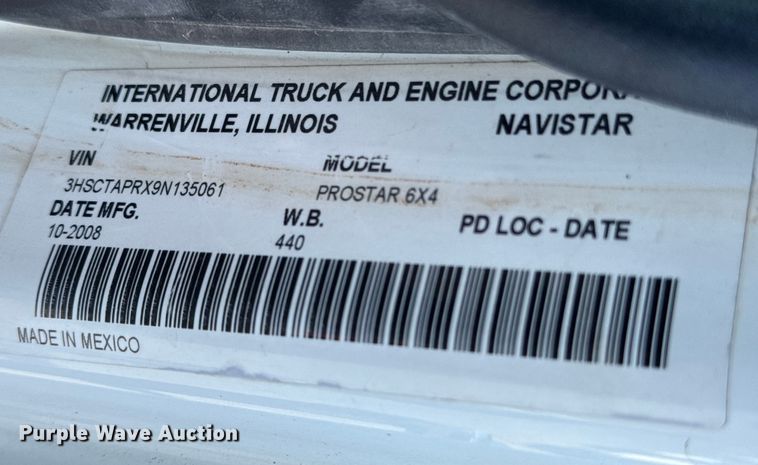 INTERNATIONAL TRUCK AND ENGINE
WARRENVILLE, ILLINOIS NAVISTAR
VIN MODEL
3HSCTAPRX9N135061 PROSTAR 6X4
DATE MFG. W.B. PD LOC - DATE
10-2008 440
MADE IN MEXICO
Purple Wave Auction